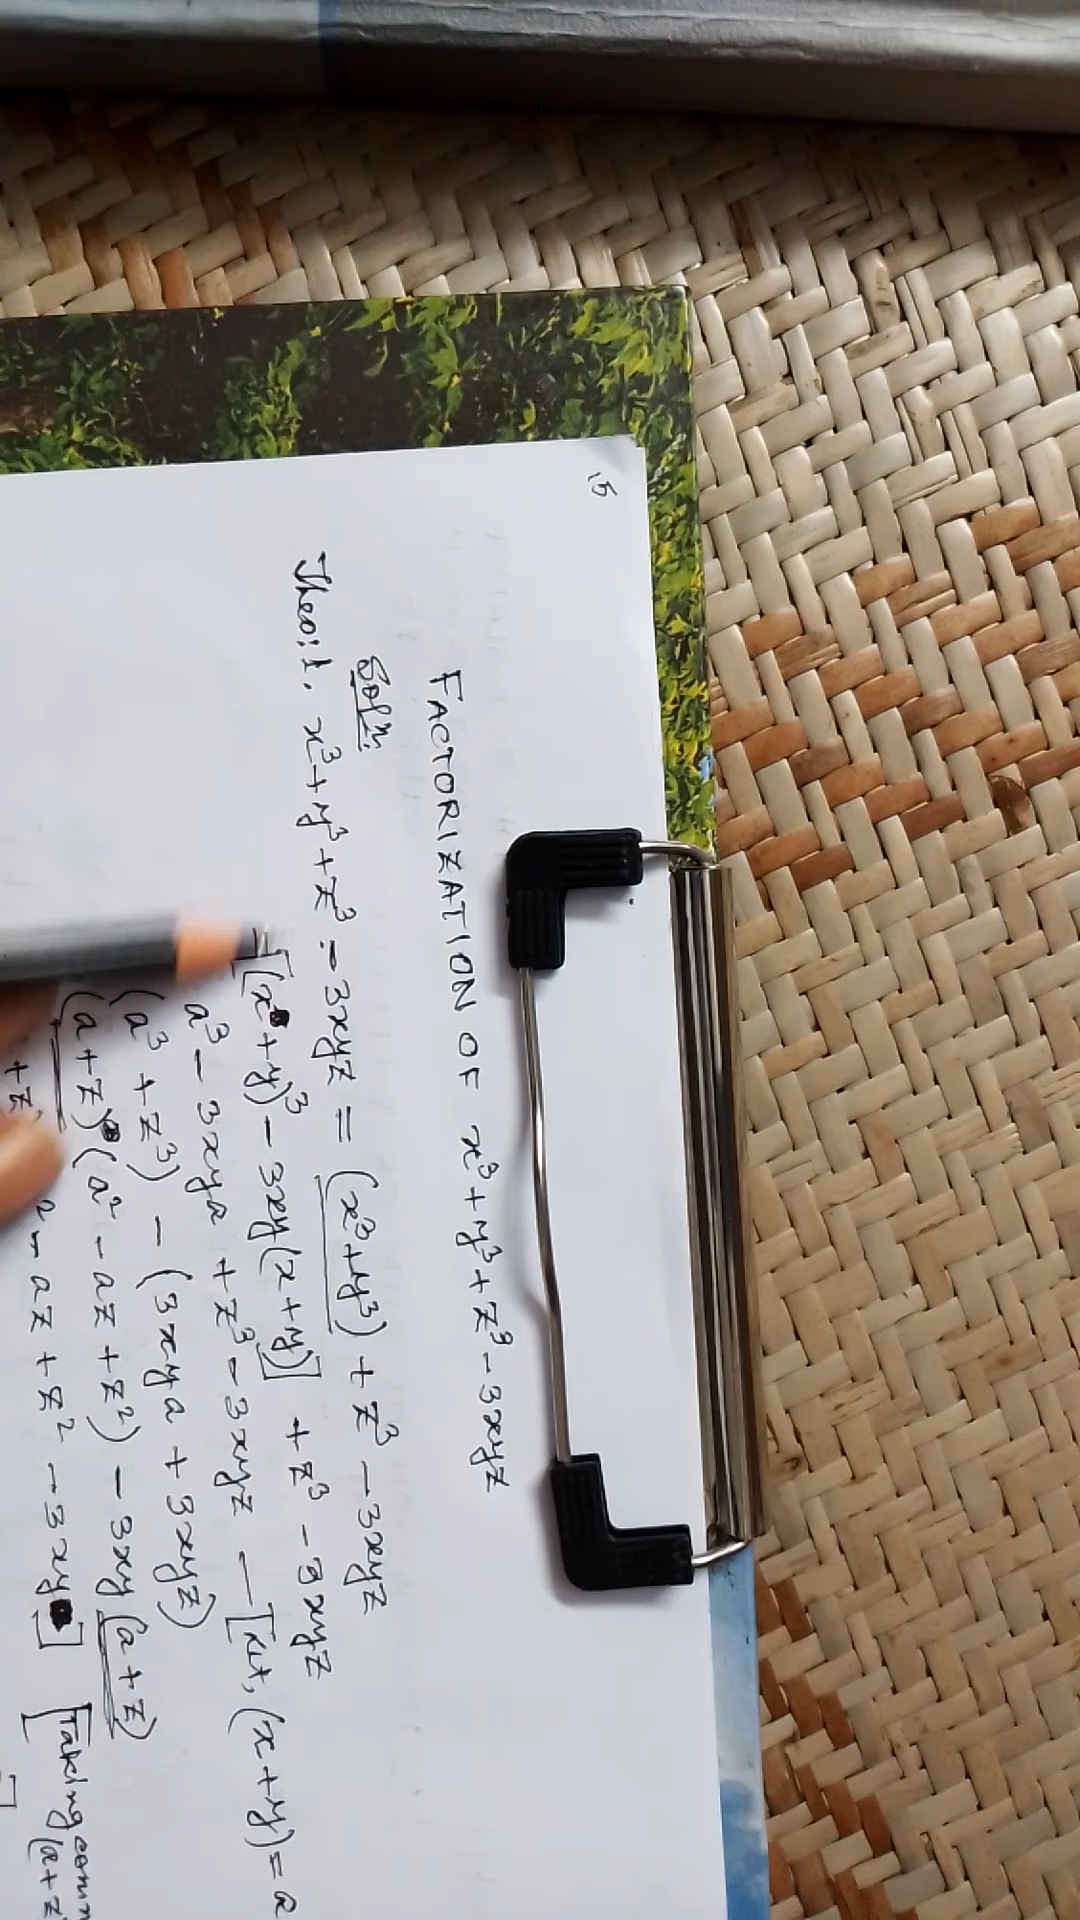 15
FACTORIZATION OF x³+y³+z³-3xyz
Solⁿ:
Theo:1. x³+y³+z³-3xyz = (x³+y³)+z³-3xyz
[(x+y)³-3xy(x+y)] +z³-3xyz
a³-3xya+z³-3xyz — [Let, (x+y)=a
(a³+z³) - (3xya+3xyz)
(a+z)(a²-az+z²)-3xy(a+z)
+z -az+z²-3xy] [Taking comm
(a+z